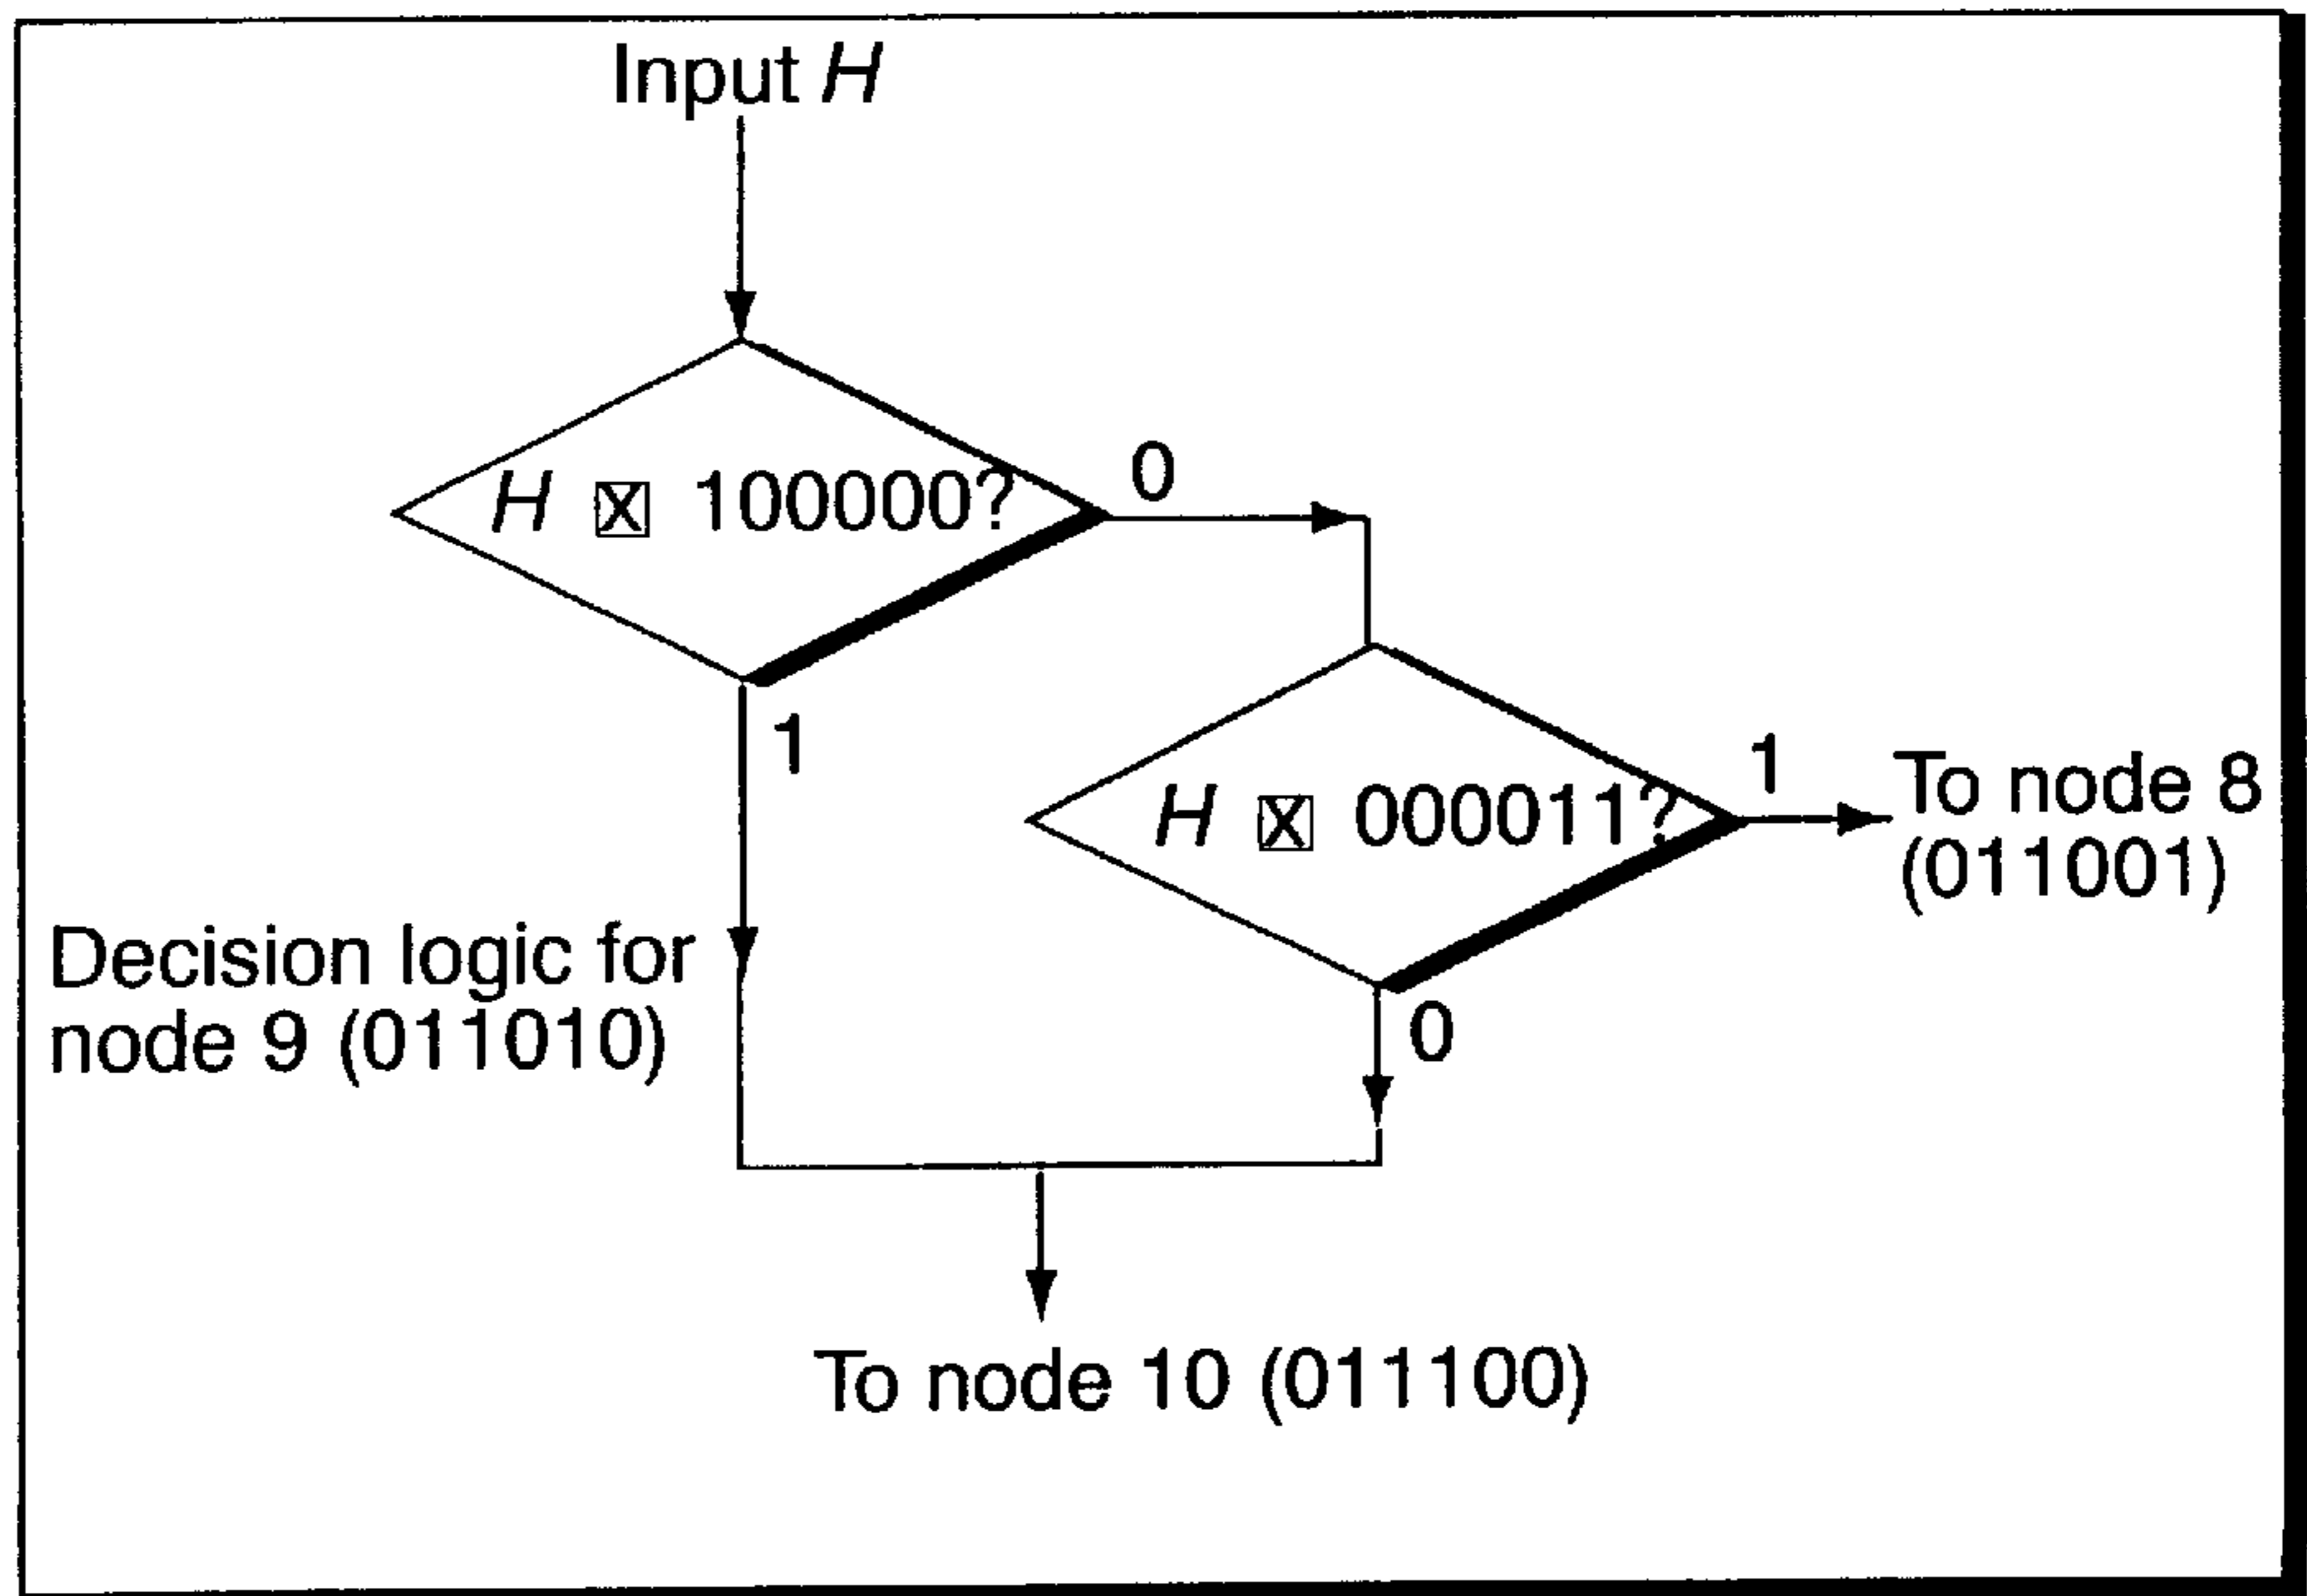 Input H
H ☒ 100000?
0
1
H ☒ 000011?
1
To node 8
(011001)
Decision logic for
node 9 (011010)
0
To node 10 (011100)